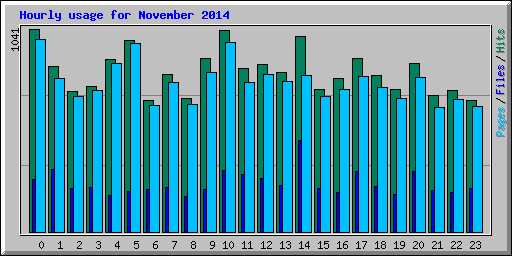 Hourly usage for November 2014
1041
Pages/Files/Hits
0 1 2 3 4 5 6 7 8 9 10 11 12 13 14 15 16 17 18 19 20 21 22 23